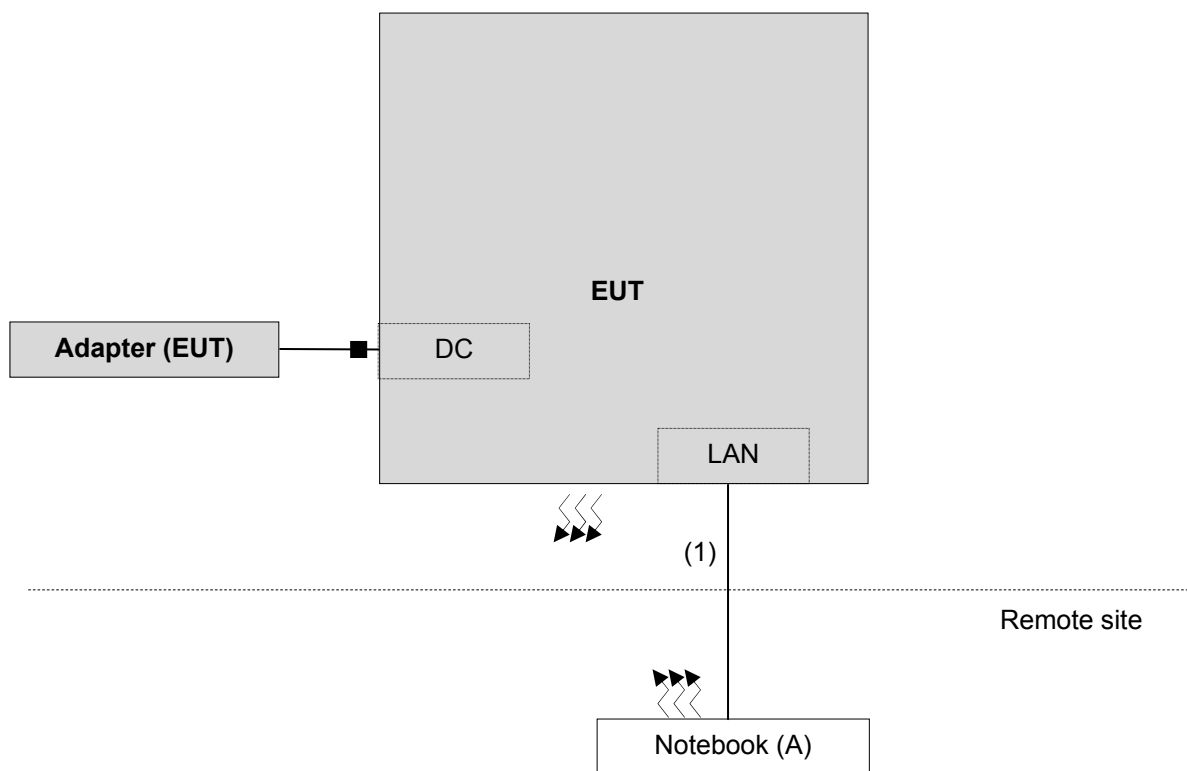 EUT
Adapter (EUT)
DC
LAN
(1)
Remote site
Notebook (A)